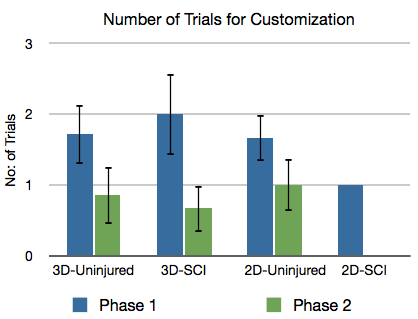 Number of Trials for Customization
3
2
1
0
No: of Trials
3D-Uninjured 3D-SCI 2D-Uninjured 2D-SCI
Phase 1 Phase 2